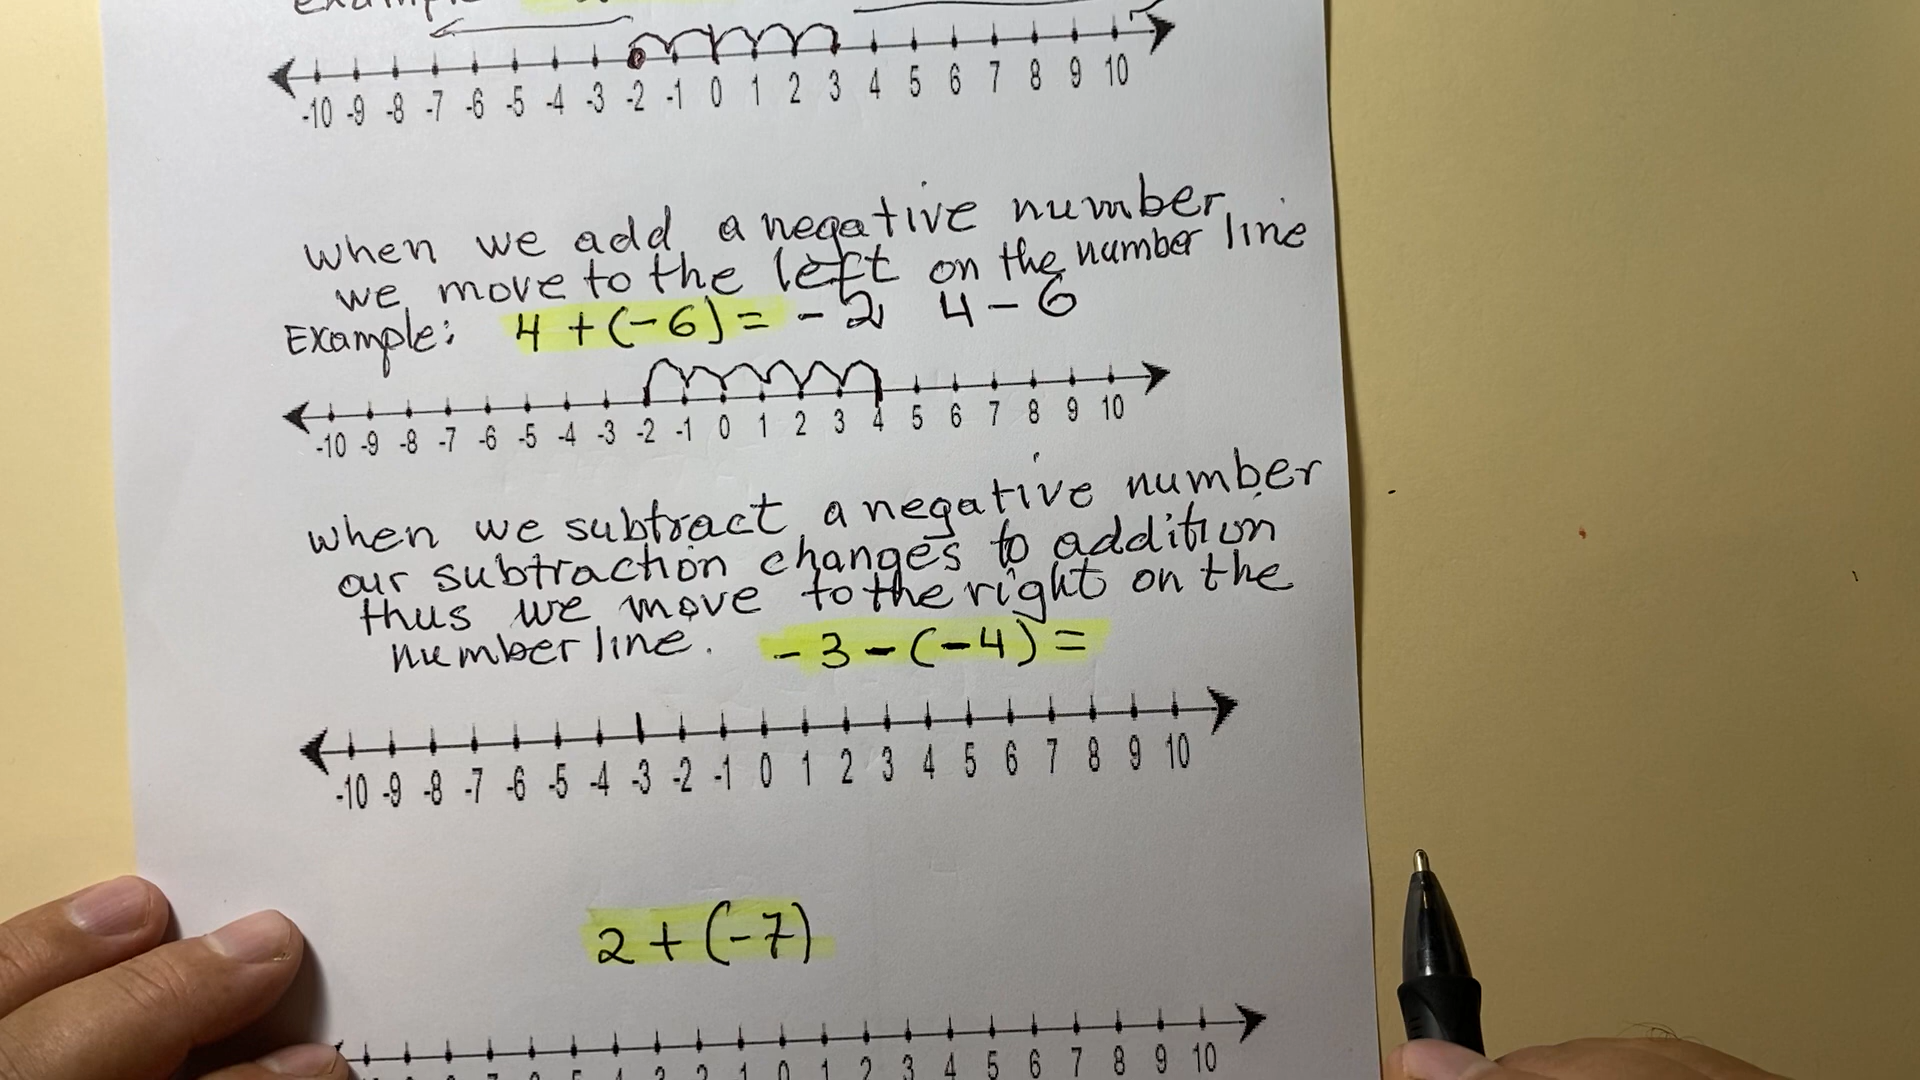 -10 -9 -8 -7 -6 -5 -4 -3 -2 -1 0 1 2 3 4 5 6 7 8 9 10
when we add a negative number
we move to the left on the number line
Example: 4 + (-6) = -2 4 - 6
-10 -9 -8 -7 -6 -5 -4 -3 -2 -1 0 1 2 3 4 5 6 7 8 9 10
when we subtract a negative number
our subtraction changes to addition
thus we move to the right on the
number line. -3 - (-4) =
-10 -9 -8 -7 -6 -5 -4 -3 -2 -1 0 1 2 3 4 5 6 7 8 9 10
2 + (-7)
0 1 2 3 4 5 6 7 8 9 10